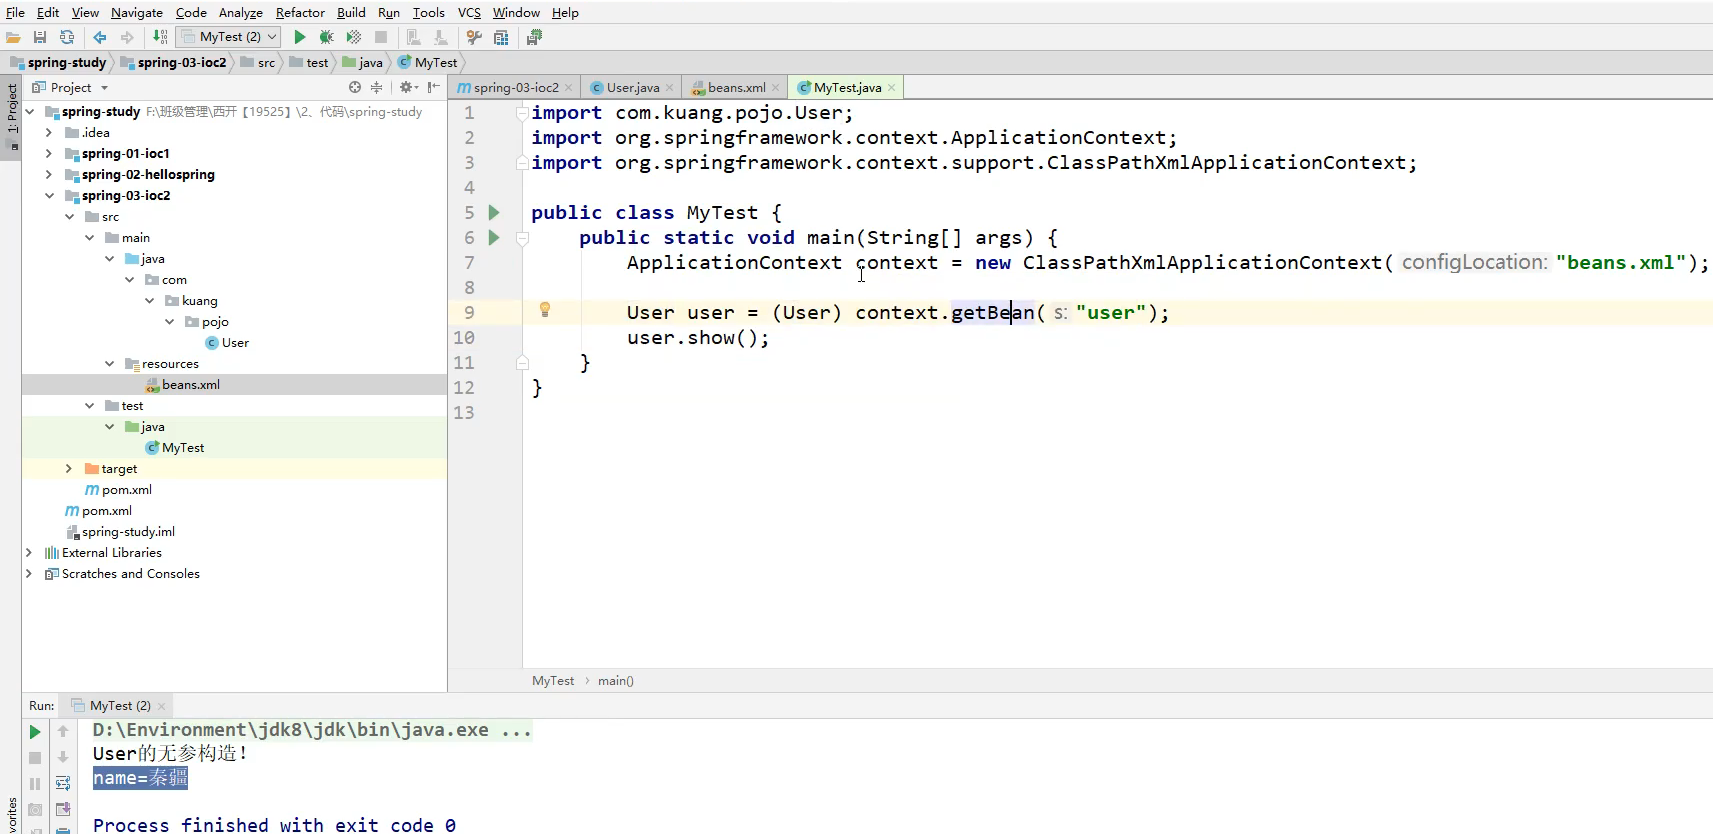 File Edit View Navigate Code Analyze Refactor Build Run Tools VCS Window Help
MyTest (2)
spring-study spring-03-ioc2 src test java MyTest
1: Project
Project
spring-03-ioc2 User.java beans.xml MyTest.java
spring-study F:\班级管理\西开【19525】\2、代码\spring-study
.idea
spring-01-ioc1
spring-02-hellospring
spring-03-ioc2
src
main
java
com
kuang
pojo
User
resources
beans.xml
test
java
MyTest
target
pom.xml
pom.xml
spring-study.iml
External Libraries
Scratches and Consoles
1 import com.kuang.pojo.User;
2 import org.springframework.context.ApplicationContext;
3 import org.springframework.context.support.ClassPathXmlApplicationContext;
4
5 public class MyTest {
6 public static void main(String[] args) {
7 ApplicationContext context = new ClassPathXmlApplicationContext( configLocation: "beans.xml");
8
9 User user = (User) context.getBean( s: "user");
10 user.show();
11 }
12 }
13
MyTest › main()
Run: MyTest (2)
D:\Environment\jdk8\jdk\bin\java.exe ...
User的无参构造!
name=秦疆
Process finished with exit code 0